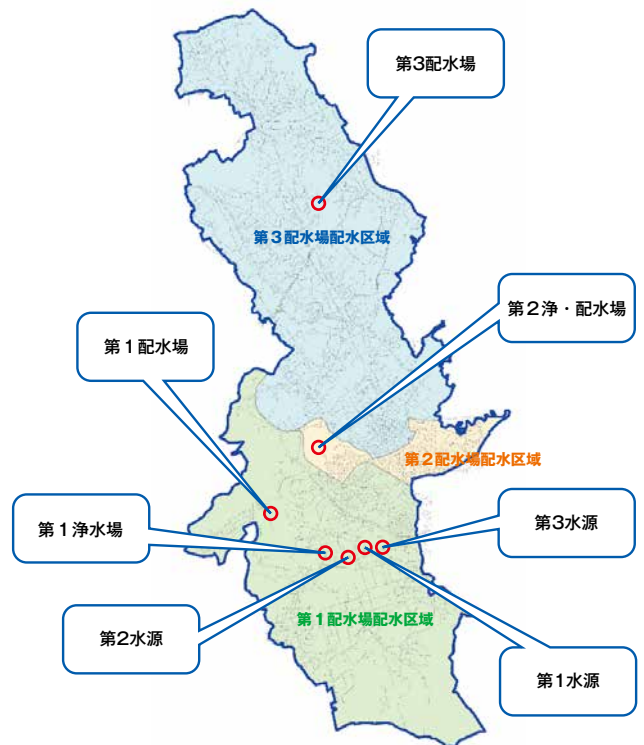 第3配水場
第3配水場配水区域
第2浄・配水場
第1配水場
第2配水場配水区域
第3水源
第1浄水場
第1配水場配水区域
第2水源
第1水源